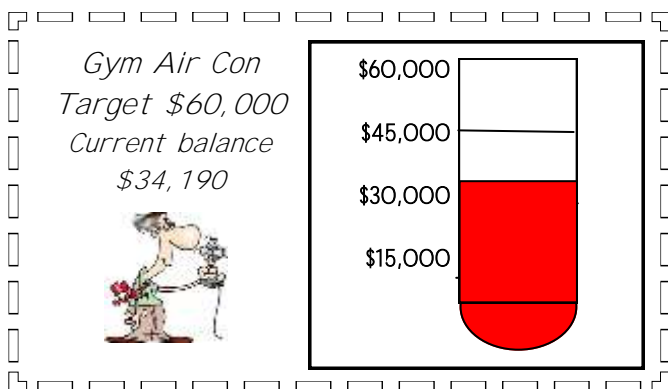 Gym Air Con
Target $60,000
Current balance
$34,190
$60,000
$45,000
$30,000
$15,000